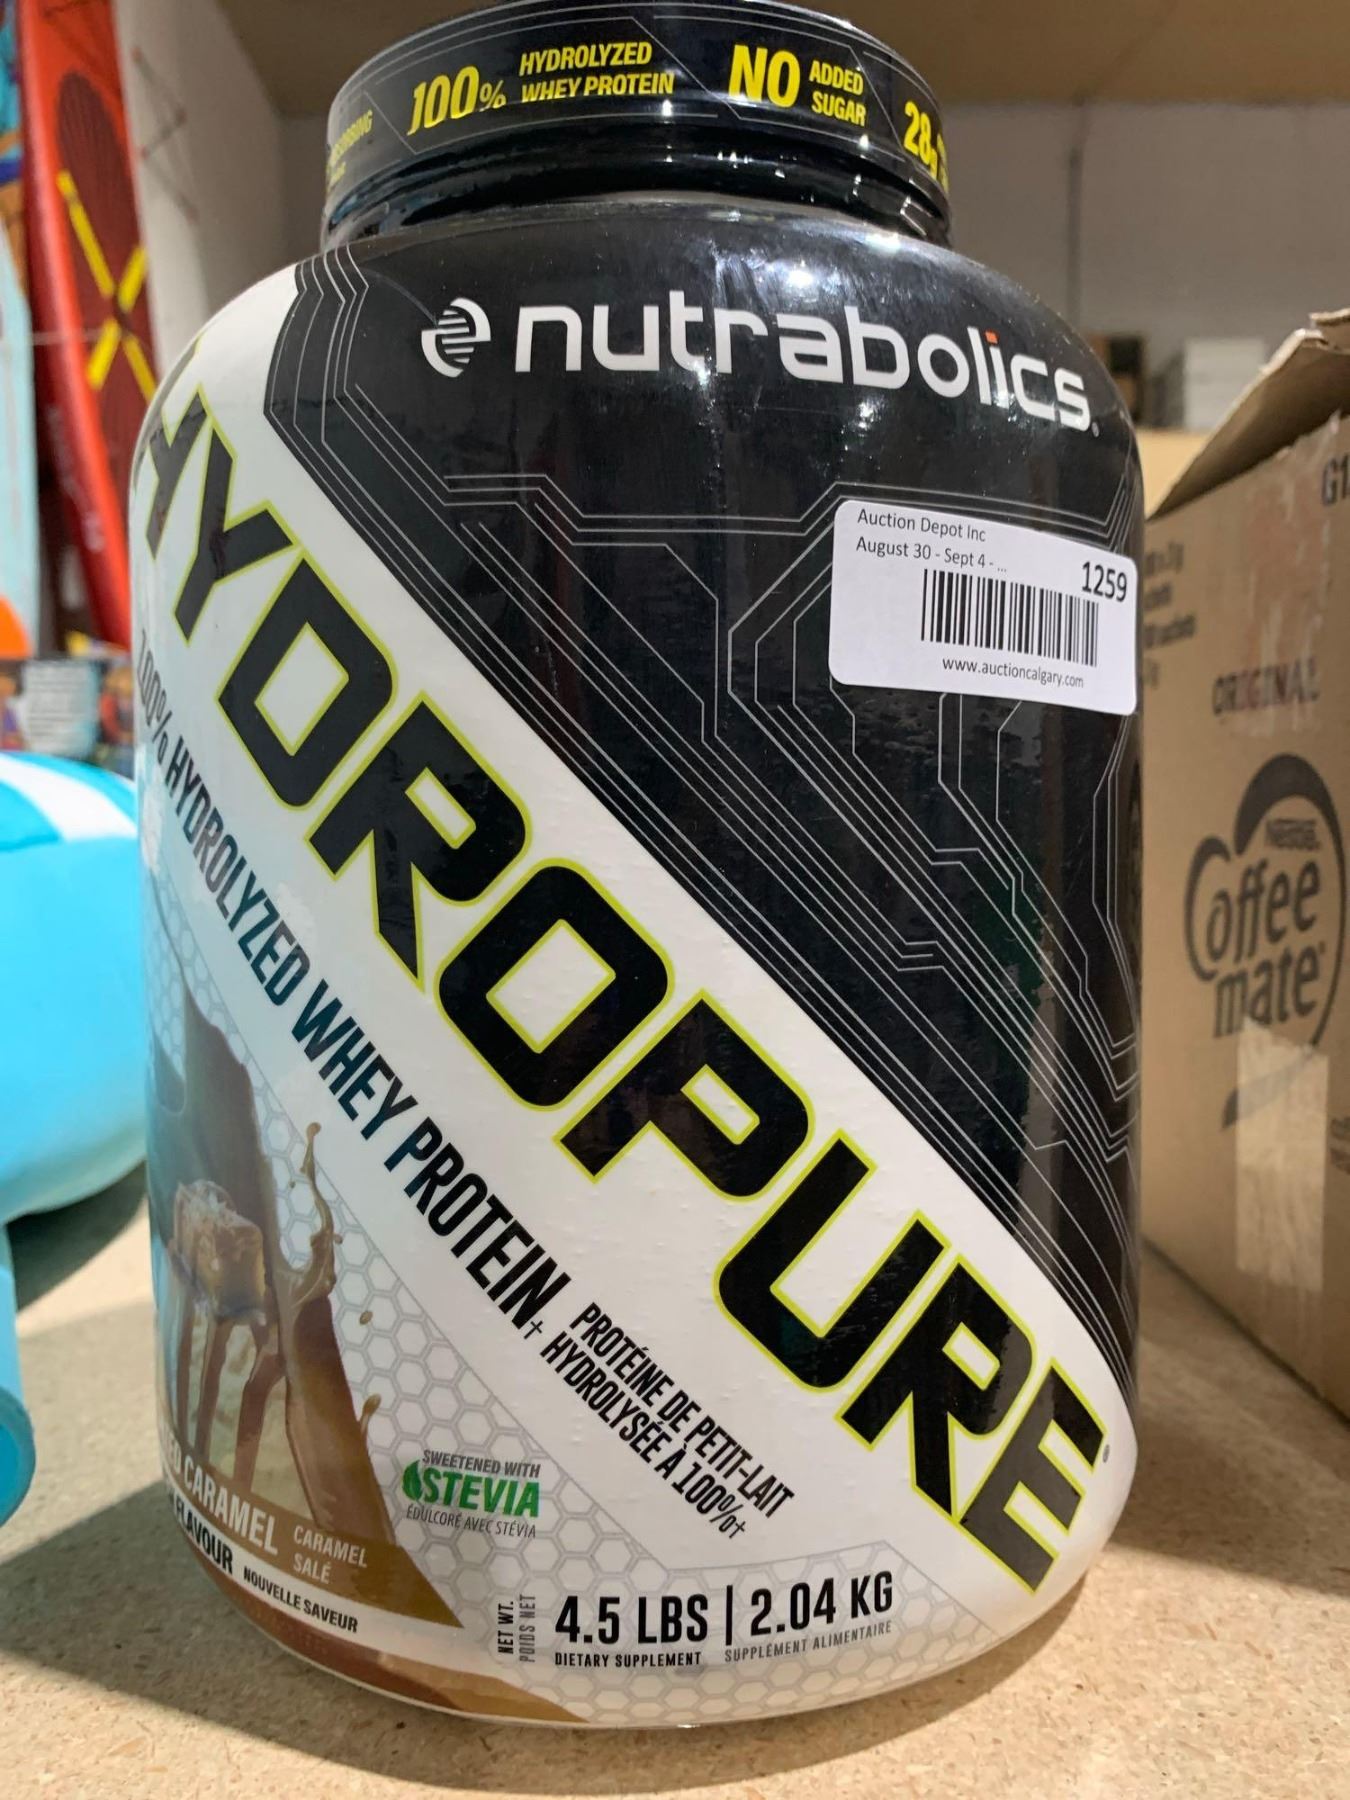 100% HYDROLYZED
WHEY PROTEIN
NO ADDED
SUGAR
28g
nutrabolics®
Auction Depot Inc
August 30 - Sept 4 - ...
1259
www.auctioncalgary.com
HYDROPURE®
100% HYDROLYZED WHEY PROTEIN†
PROTÉINE DE PETIT-LAIT
HYDROLYSÉE À 100%†
SWEETENED WITH
STEVIA
ÉDULCORÉ AVEC STÉVIA
CARAMEL
CARAMEL
SALÉ
FLAVOUR
NOUVELLE SAVEUR
NET WT.
POIDS NET
4.5 LBS | 2.04 KG
DIETARY SUPPLEMENT
SUPPLÉMENT ALIMENTAIRE
ORIGINAL
Nestlé
Coffee
mate